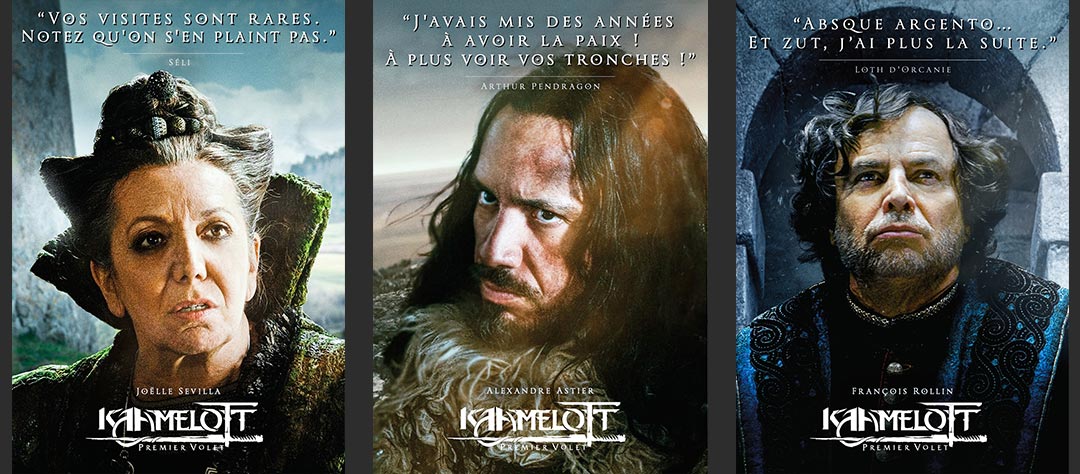 “Vos visites sont rares.
Notez qu'on s'en plaint pas.”
Séli
Joëlle Sevilla
KAAMELOTT
Premier Volet
“J'avais mis des années
à avoir la paix !
À plus voir vos tronches !”
Arthur Pendragon
Alexandre Astier
KAAMELOTT
Premier Volet
“Absque argento...
Et zut, j'ai plus la suite.”
Loth d'Orcanie
François Rollin
KAAMELOTT
Premier Volet